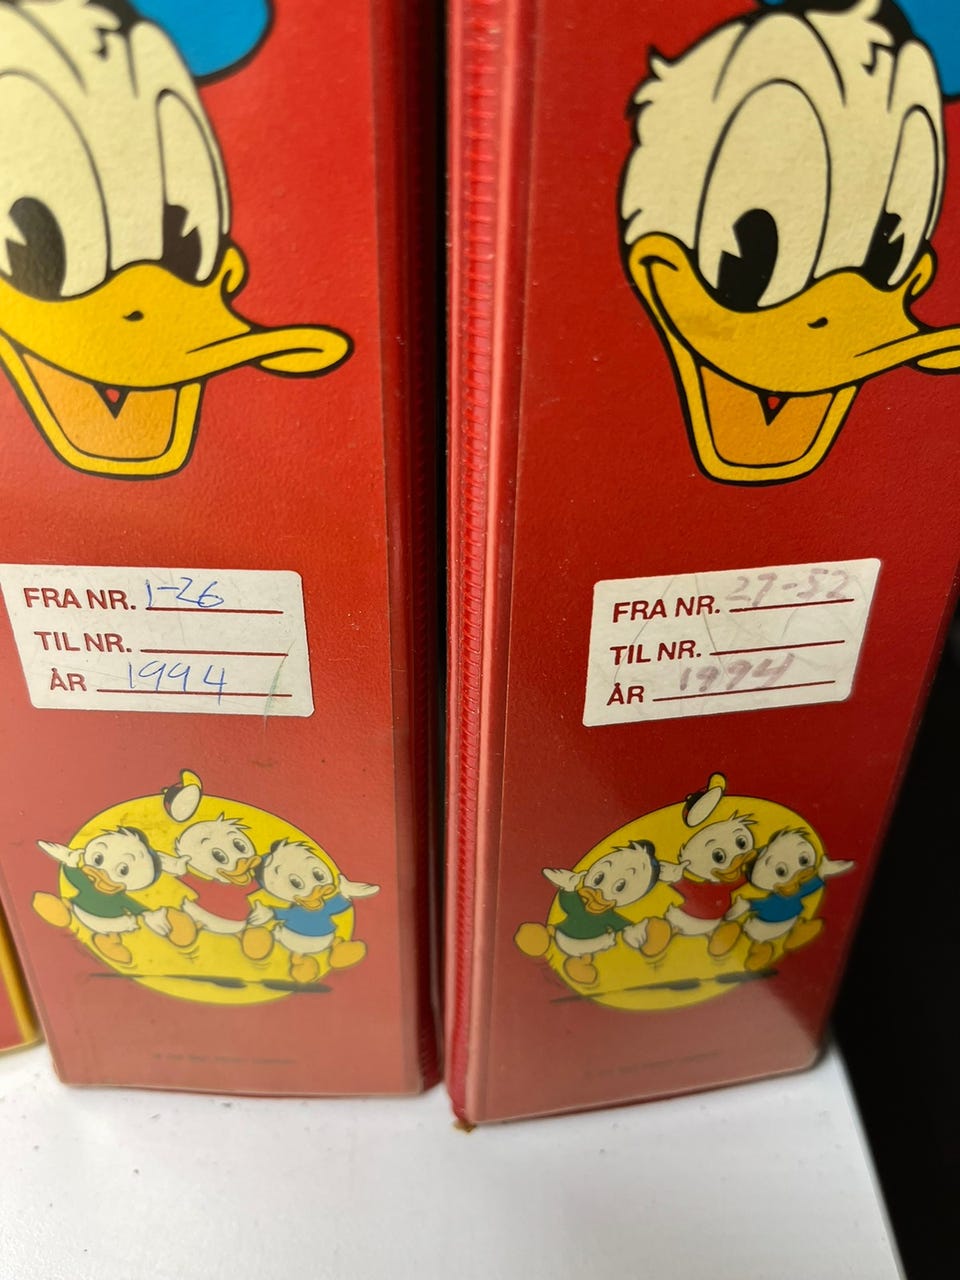 FRA NR. 1-26
TIL NR.
ÅR 1994
FRA NR. 27-52
TIL NR.
ÅR 1994